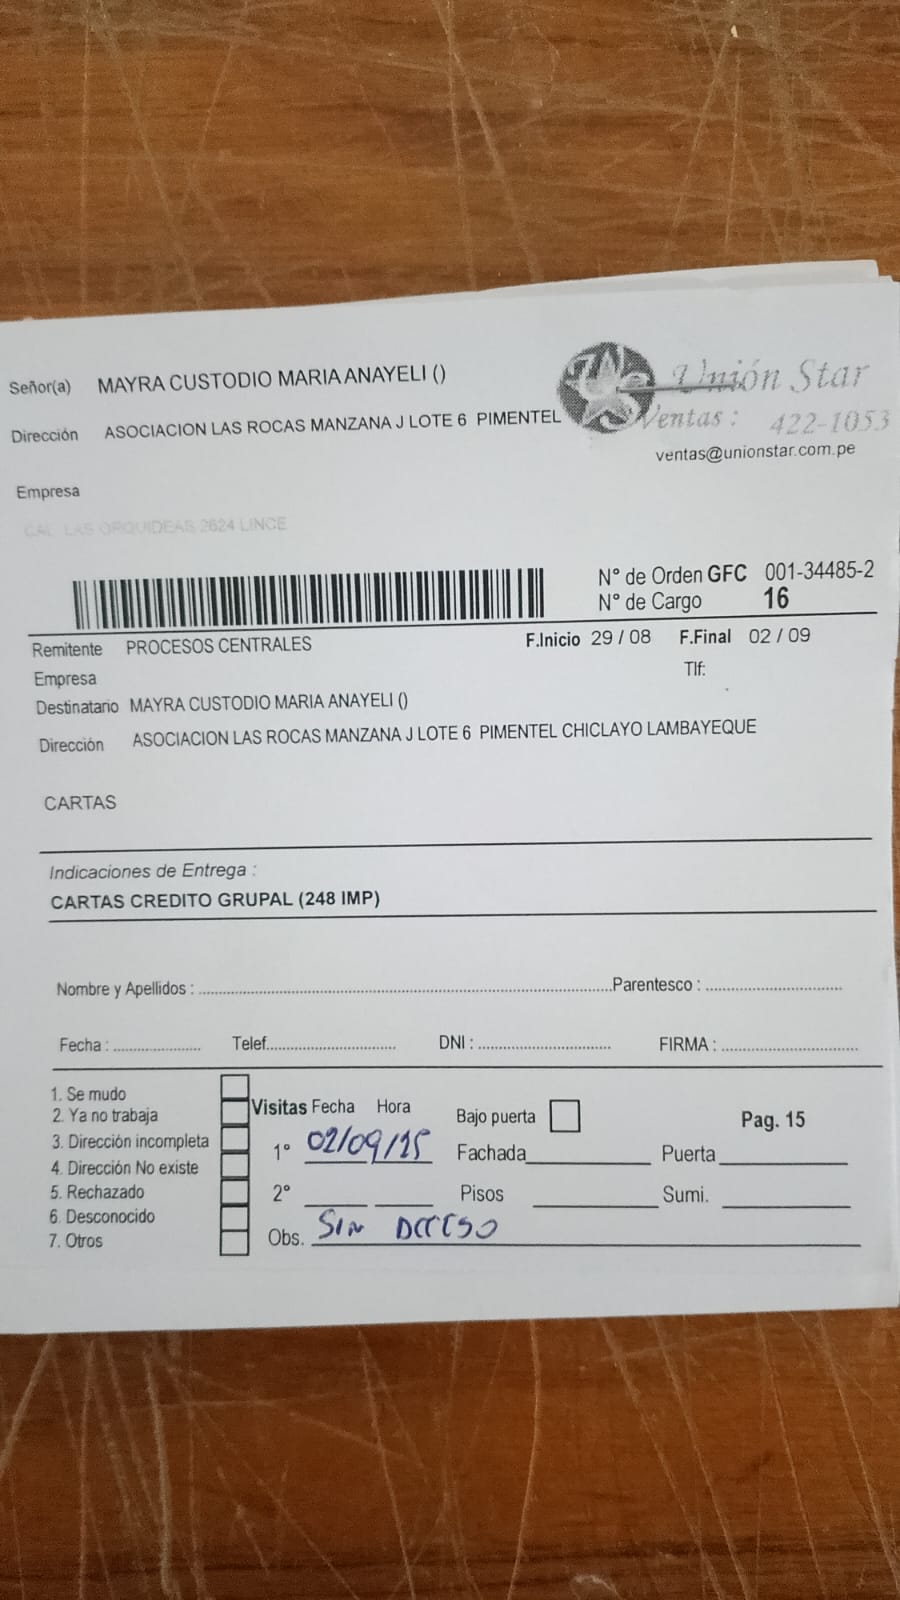 Señor(a) MAYRA CUSTODIO MARIA ANAYELI ()
Unión Star
Dirección ASOCIACION LAS ROCAS MANZANA J LOTE 6 PIMENTEL
Ventas : 422-1053
ventas@unionstar.com.pe
Empresa
CAL LAS ORQUIDEAS 2624 LINCE
N° de Orden GFC 001-34485-2
N° de Cargo 16
Remitente PROCESOS CENTRALES F.Inicio 29 / 08 F.Final 02 / 09
Empresa Tlf:
Destinatario MAYRA CUSTODIO MARIA ANAYELI ()
Dirección ASOCIACION LAS ROCAS MANZANA J LOTE 6 PIMENTEL CHICLAYO LAMBAYEQUE
CARTAS
Indicaciones de Entrega :
CARTAS CREDITO GRUPAL (248 IMP)
Nombre y Apellidos : Parentesco :
Fecha : Telef. DNI : FIRMA :
1. Se mudo
2. Ya no trabaja
3. Dirección incompleta
4. Dirección No existe
5. Rechazado
6. Desconocido
7. Otros
Visitas Fecha Hora Bajo puerta Pag. 15
1° 02/09/25 Fachada Puerta
2° Pisos Sumi.
Obs. SIN ACCESO